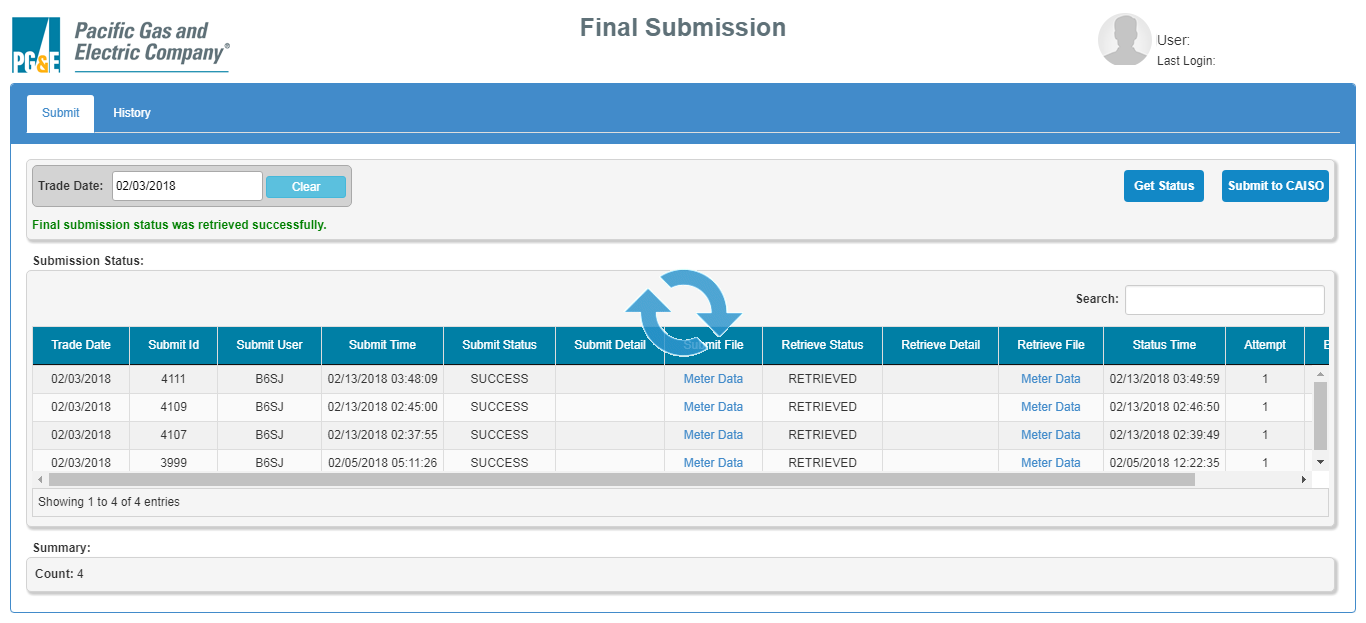 PG&E
Pacific Gas and
Electric Company®
Final Submission
User:
Last Login:
Submit History
Trade Date: 02/03/2018 Clear Get Status Submit to CAISO
Final submission status was retrieved successfully.
Submission Status:
Search:
Trade Date Submit Id Submit User Submit Time Submit Status Submit Detail Submit File Retrieve Status Retrieve Detail Retrieve File Status Time Attempt
02/03/2018 4111 B6SJ 02/13/2018 03:48:09 SUCCESS Meter Data RETRIEVED Meter Data 02/13/2018 03:49:59 1
02/03/2018 4109 B6SJ 02/13/2018 02:45:00 SUCCESS Meter Data RETRIEVED Meter Data 02/13/2018 02:46:50 1
02/03/2018 4107 B6SJ 02/13/2018 02:37:55 SUCCESS Meter Data RETRIEVED Meter Data 02/13/2018 02:39:49 1
02/03/2018 3999 B6SJ 02/05/2018 05:11:26 SUCCESS Meter Data RETRIEVED Meter Data 02/05/2018 12:22:35 1
Showing 1 to 4 of 4 entries
Summary:
Count: 4